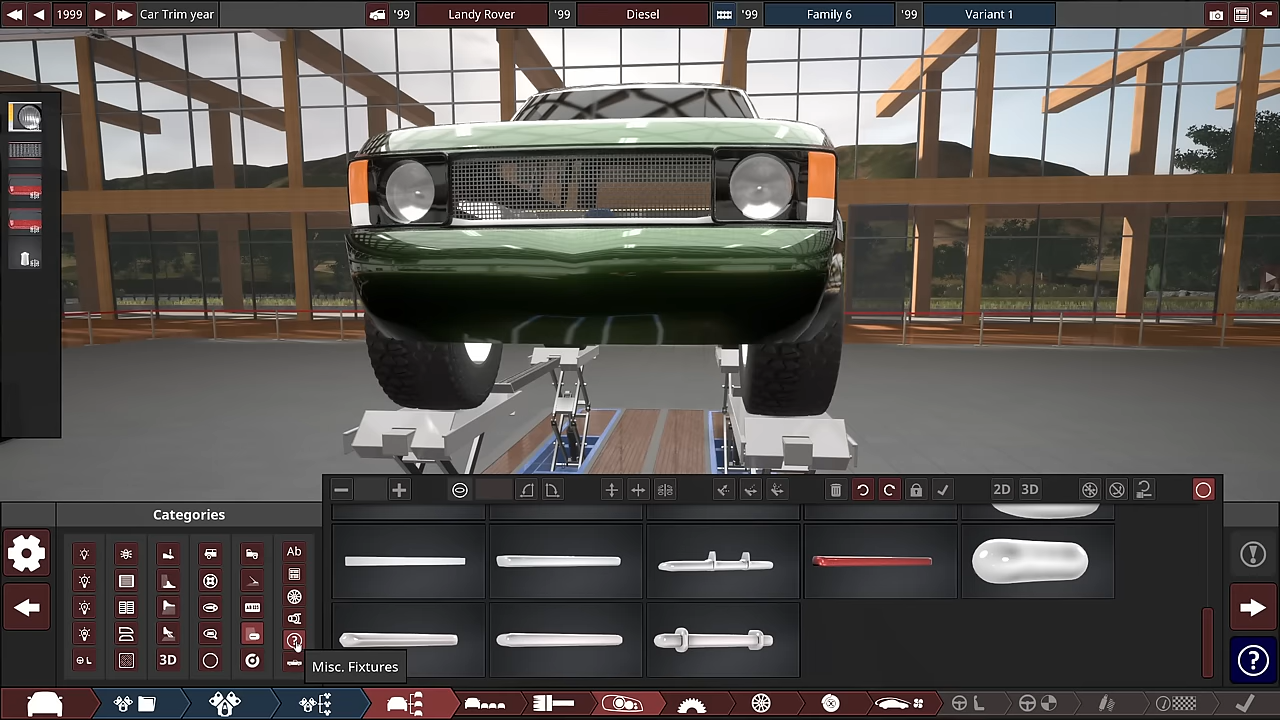 1999 Car Trim year '99 Landy Rover '99 Diesel '99 Family 6 '99 Variant 1
2D 3D
Categories
Ab
L 3D
Misc. Fixtures